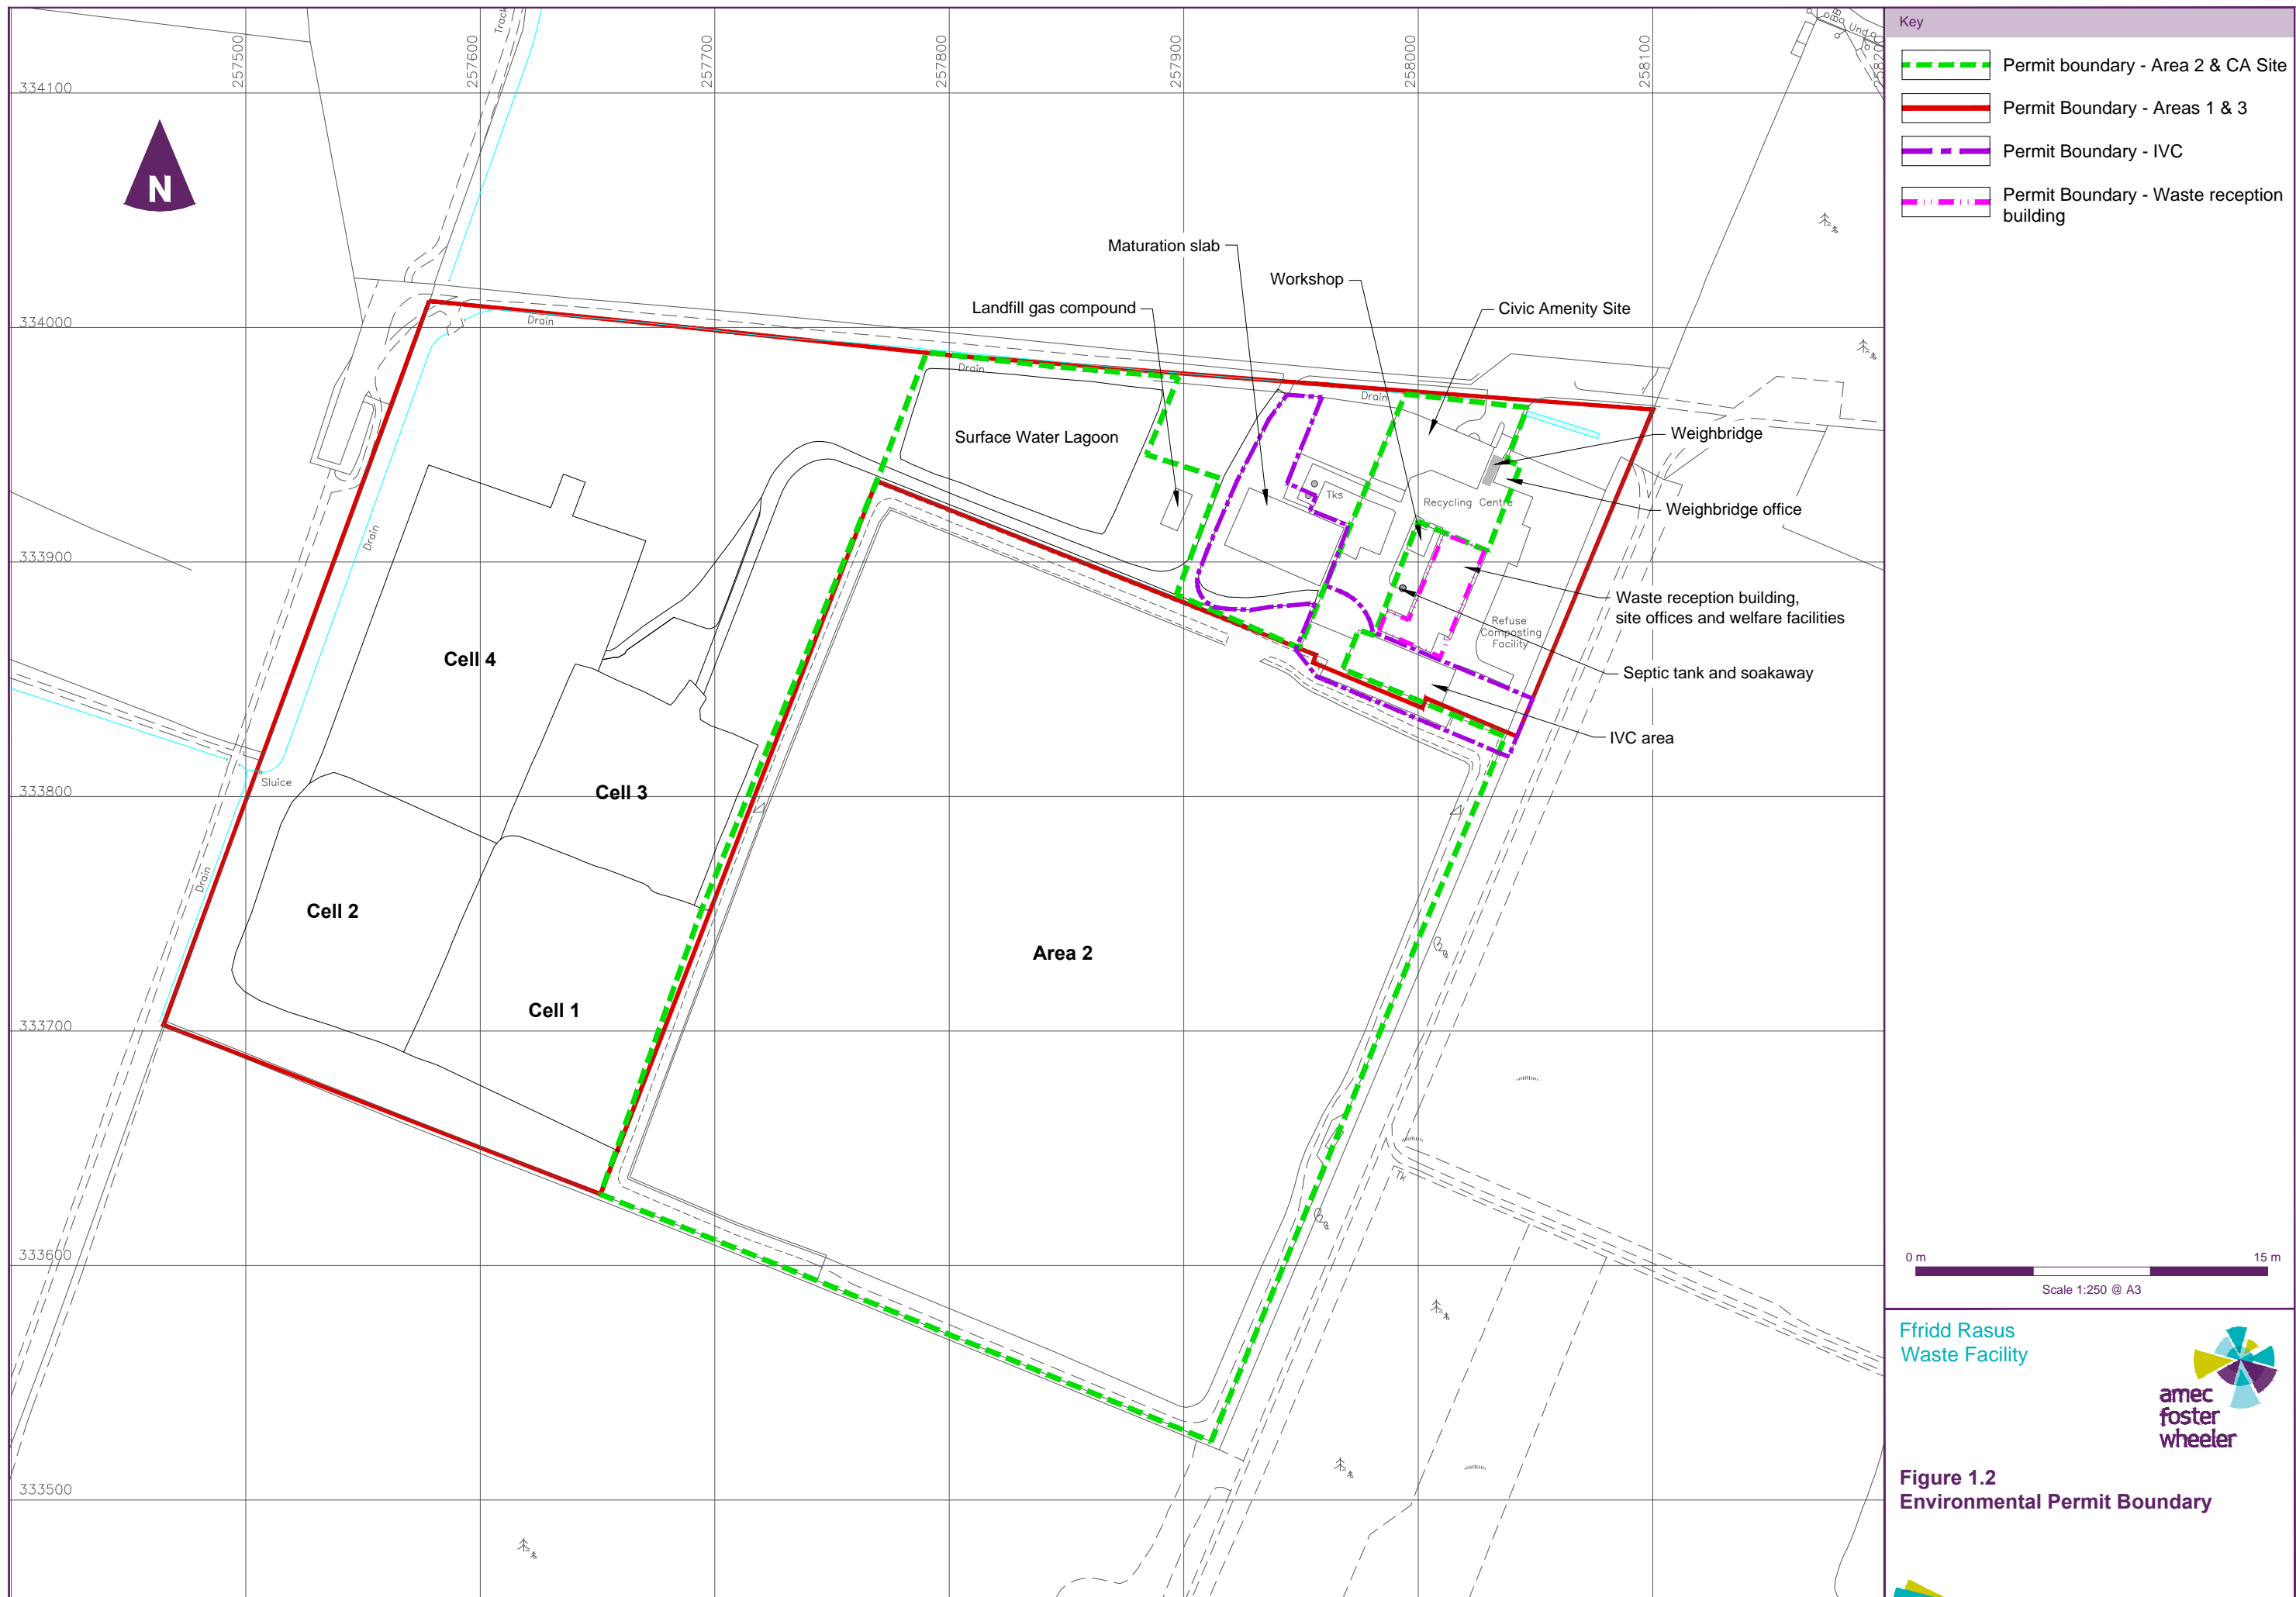 257500
257600
257700
257800
257900
258000
258100
258200
Track
Und
334100
334000
333900
333800
333700
333600
333500
N
Maturation slab
Workshop
Landfill gas compound
Civic Amenity Site
Drain
Drain
Drain
Surface Water Lagoon
Weighbridge
Tks
Recycling Centre
Weighbridge office
Drain
Waste reception building,
site offices and welfare facilities
Refuse
Composting
Facility
Cell 4
Septic tank and soakaway
IVC area
Sluice
Cell 3
Drain
Cell 2
Area 2
Cell 1
Tk
Key
Permit boundary - Area 2 & CA Site
Permit Boundary - Areas 1 & 3
Permit Boundary - IVC
Permit Boundary - Waste reception
building
0 m
15 m
Scale 1:250 @ A3
Ffridd Rasus
Waste Facility
amec
foster
wheeler
Figure 1.2
Environmental Permit Boundary